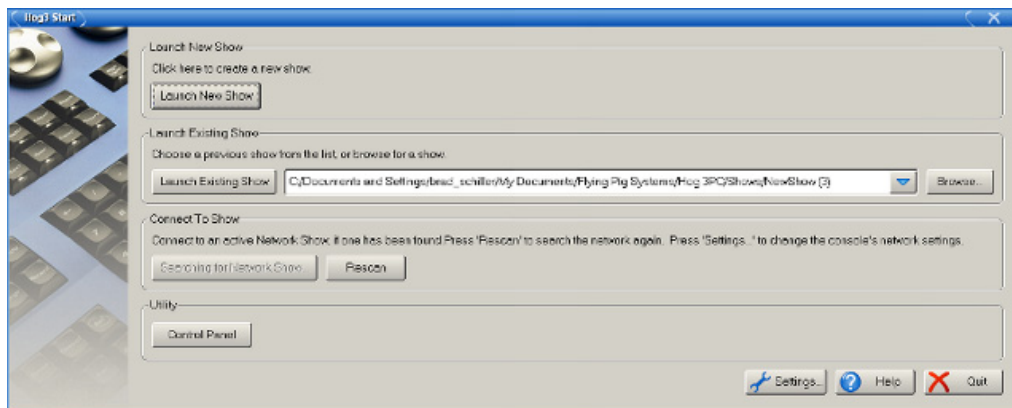 Hog3 Start
Launch New Show
Click here to create a new show:
Launch New Show
Launch Existing Show
Choose a previous show from the list, or browse for a show.
Launch Existing Show C:/Documents and Settings/brad_schiller/My Documents/Flying Pig Systems/Hog 3PC/Shows/NewShow (3) Browse...
Connect To Show
Connect to an active Network Show, if one has been found Press 'Rescan' to search the network again. Press 'Settings...' to change the console's network settings.
Searching for Network Show Rescan
Utility
Control Panel
Settings... Help Quit